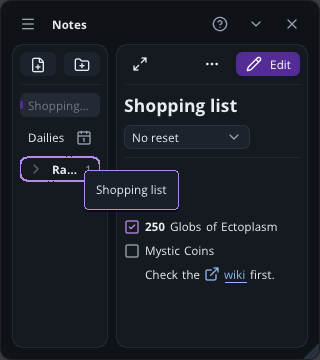 Notes
Edit
Shopping list
Shopping...
No reset
Dailies
Ra... 1
Shopping list
250 Globs of Ectoplasm
Mystic Coins
Check the wiki first.